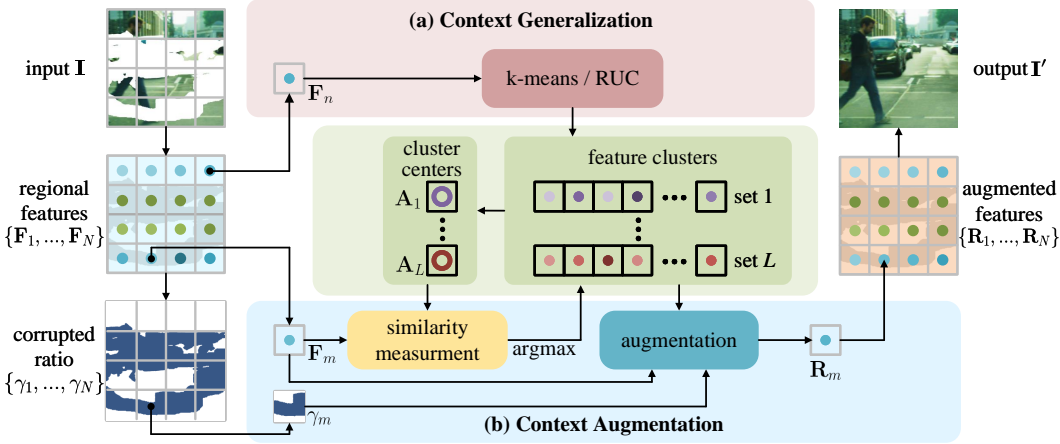 (a) Context Generalization
input I
F_n
k-means / RUC
output I′
cluster
centers
feature clusters
A_1
set 1
A_L
set L
regional
features
{F_1, ..., F_N}
augmented
features
{R_1, ..., R_N}
corrupted
ratio
{γ_1, ..., γ_N}
F_m
similarity
measurment
argmax
augmentation
R_m
γ_m
(b) Context Augmentation